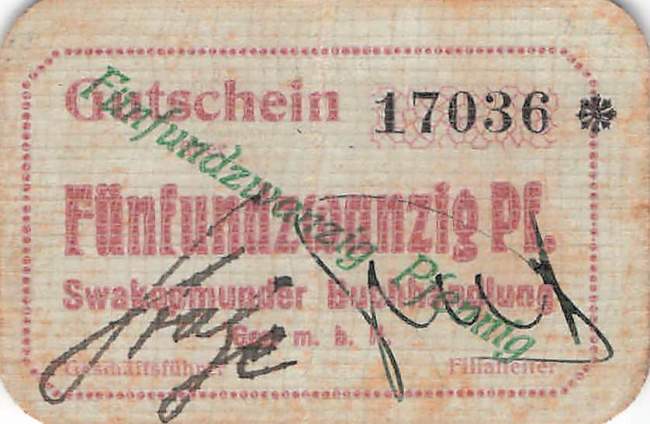 Gutschein 17036 *
Fünfundzwanzig Pf.
Fünfundzwanzig Pfennig
Swakopmunder Buchhandlung
Ges. m. b. H.
Geschäftsführer Filialleiter